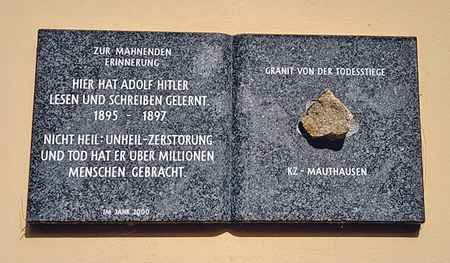 ZUR MAHNENDEN
ERINNERUNG
HIER HAT ADOLF HITLER
LESEN UND SCHREIBEN GELERNT.
1895 - 1897
NICHT HEIL: UNHEIL-ZERSTÖRUNG
UND TOD HAT ER ÜBER MILLIONEN
MENSCHEN GEBRACHT.
IM JAHR 2000
GRANIT VON DER TODESSTIEGE
KZ - MAUTHAUSEN